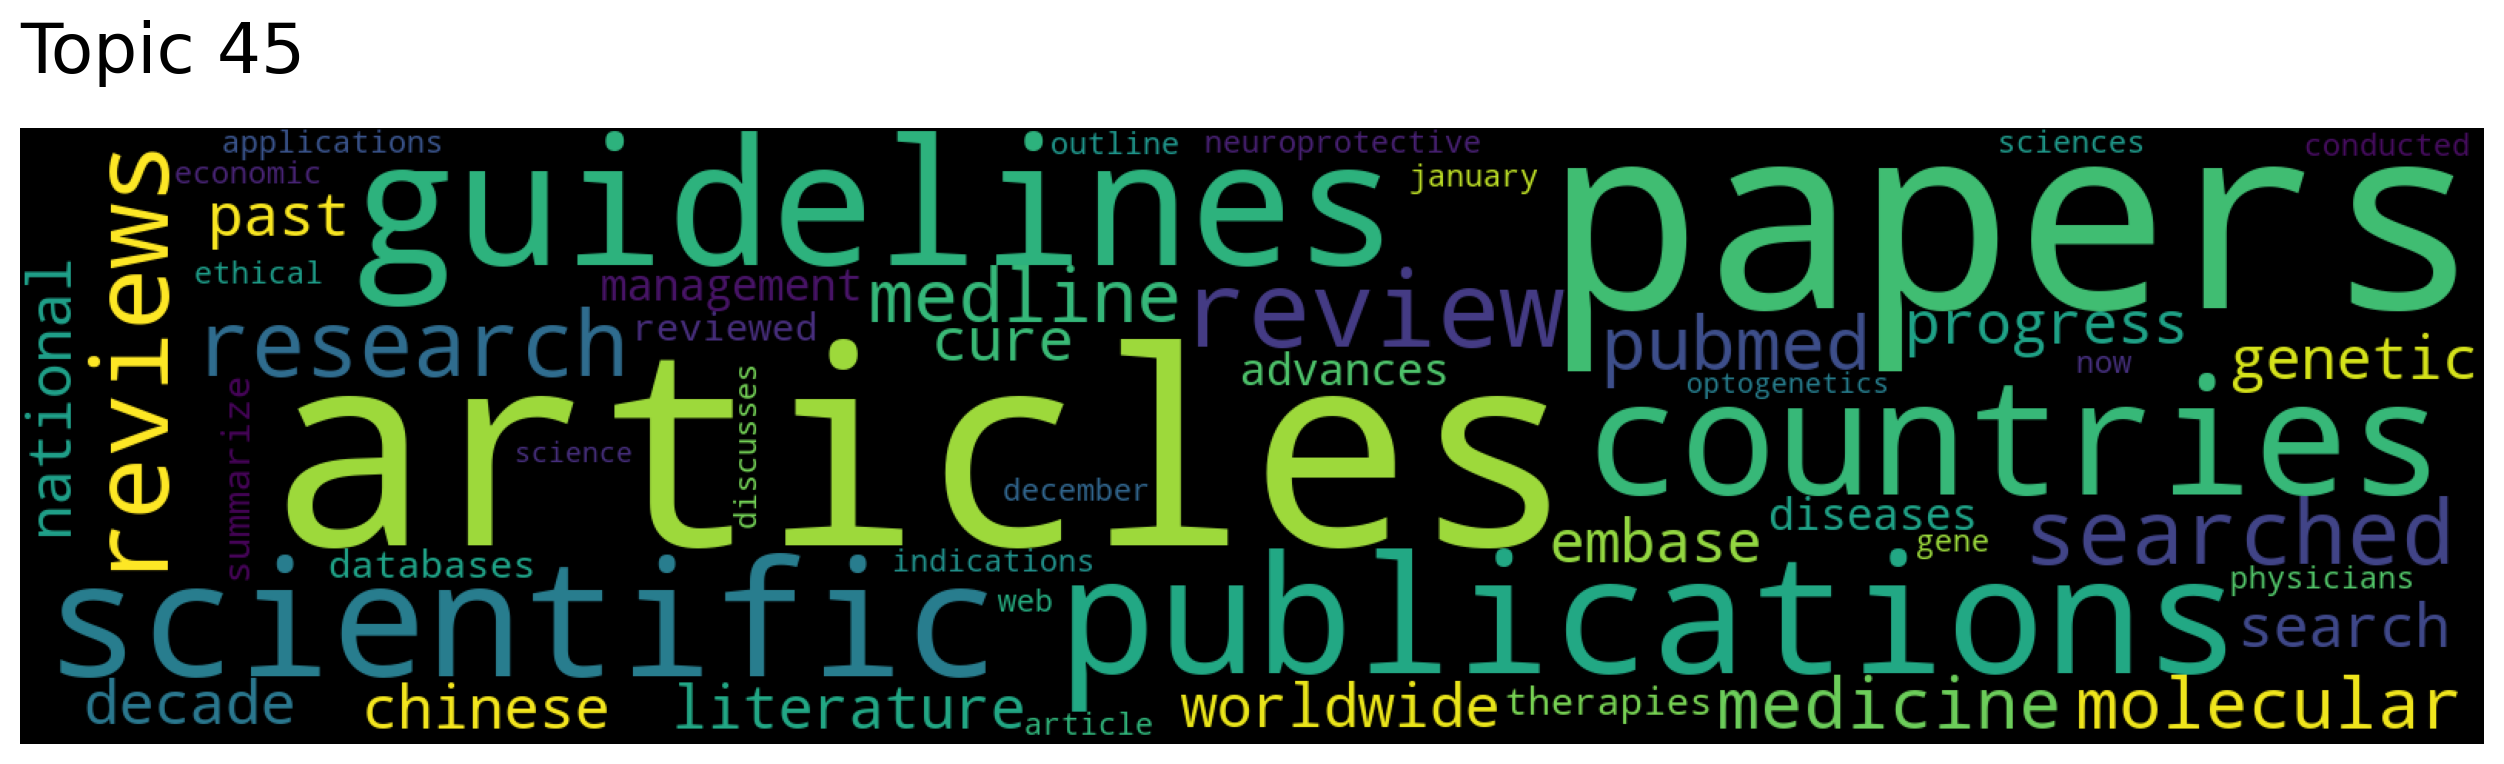 Topic 45
applications
outline
neuroprotective
sciences
conducted
economic
january
past
guidelines
papers
reviews
national
ethical
management
medline
review
research
reviewed
cure
pubmed
progress
advances
now
genetic
optogenetics
summarize
discusses
articles
countries
science
december
diseases
searched
embase
gene
databases
indications
physicians
scientific
web
publications
search
decade
chinese
literature
article
worldwide
therapies
medicine
molecular